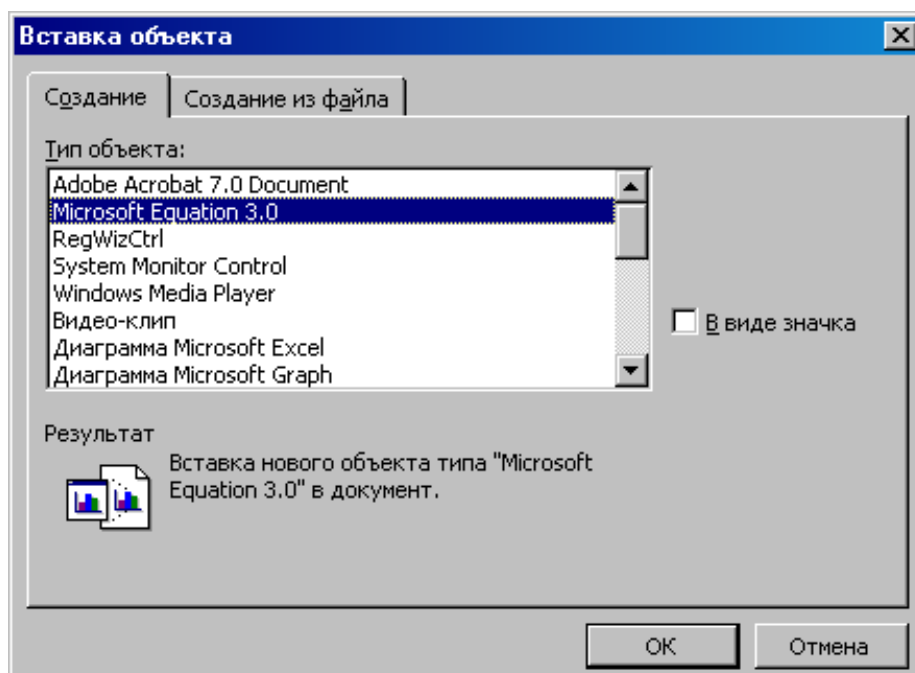 Вставка объекта
Создание
Создание из файла
Тип объекта:
Adobe Acrobat 7.0 Document
Microsoft Equation 3.0
RegWizCtrl
System Monitor Control
Windows Media Player
Видео-клип
Диаграмма Microsoft Excel
Диаграмма Microsoft Graph
В виде значка
Результат
Вставка нового объекта типа "Microsoft
Equation 3.0" в документ.
ОК
Отмена